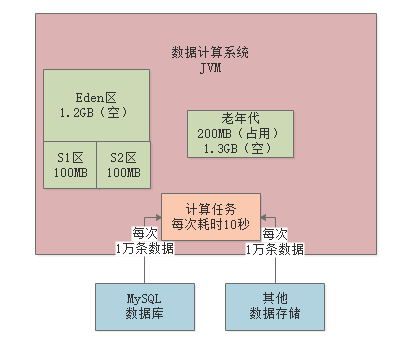 数据计算系统
JVM
Eden区
1.2GB（空）
S1区
100MB
S2区
100MB
老年代
200MB（占用）
1.3GB（空）
计算任务
每次耗时10秒
每次
1万条数据
每次
1万条数据
MySQL
数据库
其他
数据存储